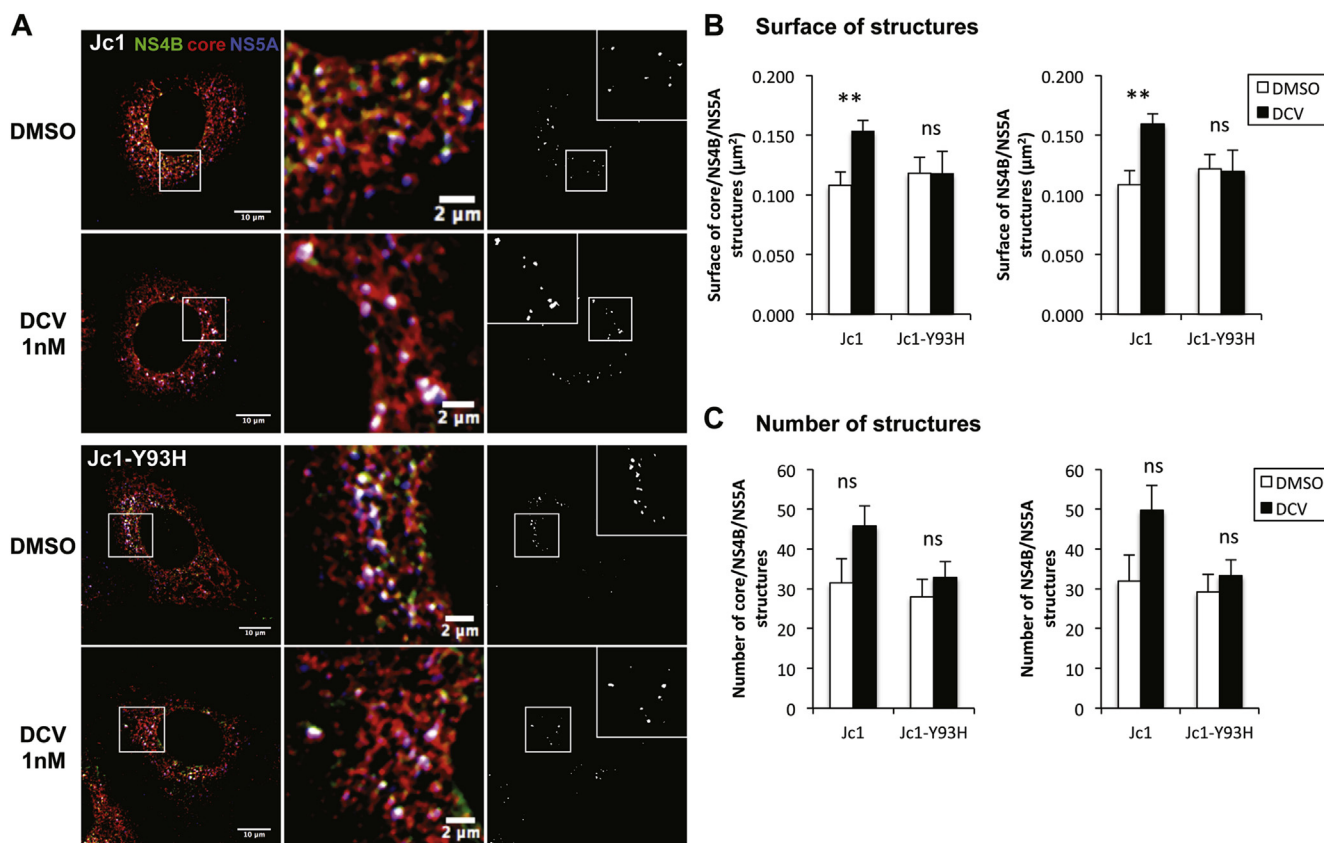 A
Jc1 NS4B core NS5A
DMSO
10 µm
2 µm
DCV
1nM
10 µm
2 µm
Jc1-Y93H
DMSO
10 µm
2 µm
DCV
1nM
10 µm
2 µm
B Surface of structures
Surface of core/NS4B/NS5A
structures (µm²)
0.200
0.150
0.100
0.050
0.000
**
ns
Jc1
Jc1-Y93H
Surface of NS4B/NS5A
structures (µm²)
0.200
0.150
0.100
0.050
0.000
**
ns
Jc1
Jc1-Y93H
DMSO
DCV
C Number of structures
Number of core/NS4B/NS5A
structures
60
50
40
30
20
10
0
ns
ns
Jc1
Jc1-Y93H
Number of NS4B/NS5A
structures
60
50
40
30
20
10
0
ns
ns
Jc1
Jc1-Y93H
DMSO
DCV